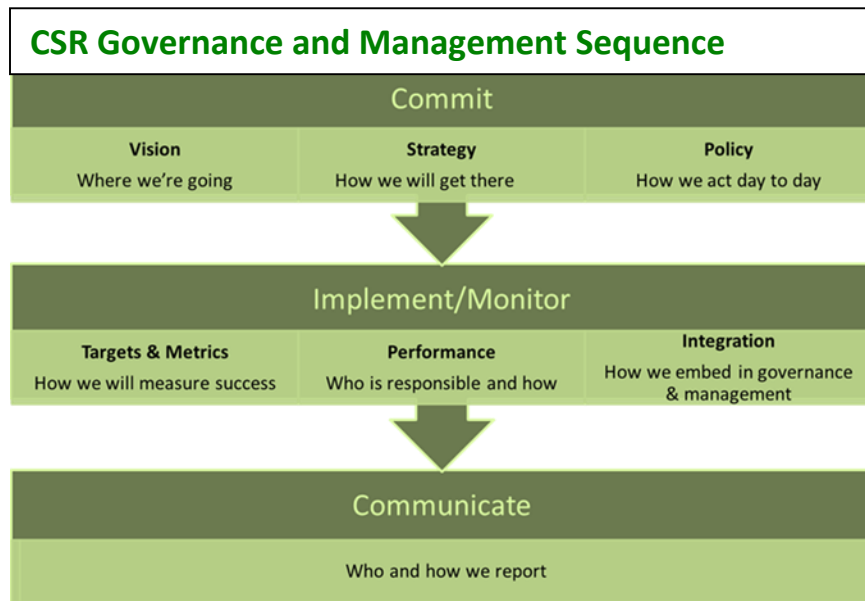 CSR Governance and Management Sequence
Commit
Vision
Where we're going
Strategy
How we will get there
Policy
How we act day to day
Implement/Monitor
Targets & Metrics
How we will measure success
Performance
Who is responsible and how
Integration
How we embed in governance
& management
Communicate
Who and how we report